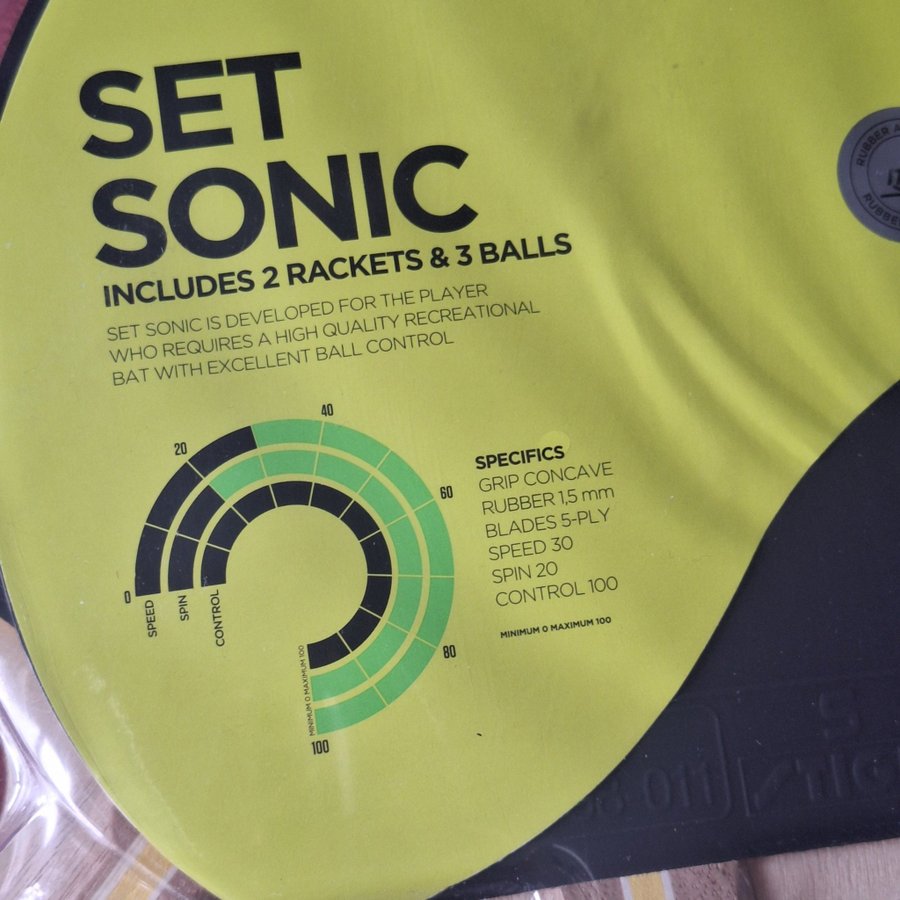 SET
SONIC
INCLUDES 2 RACKETS & 3 BALLS
SET SONIC IS DEVELOPED FOR THE PLAYER
WHO REQUIRES A HIGH QUALITY RECREATIONAL
BAT WITH EXCELLENT BALL CONTROL
0
20
40
60
80
100
SPEED
SPIN
CONTROL
MINIMUM 0 MAXIMUM 100
SPECIFICS
GRIP CONCAVE
RUBBER 1,5 mm
BLADES 5-PLY
SPEED 30
SPIN 20
CONTROL 100
MINIMUM 0 MAXIMUM 100
RUBBER